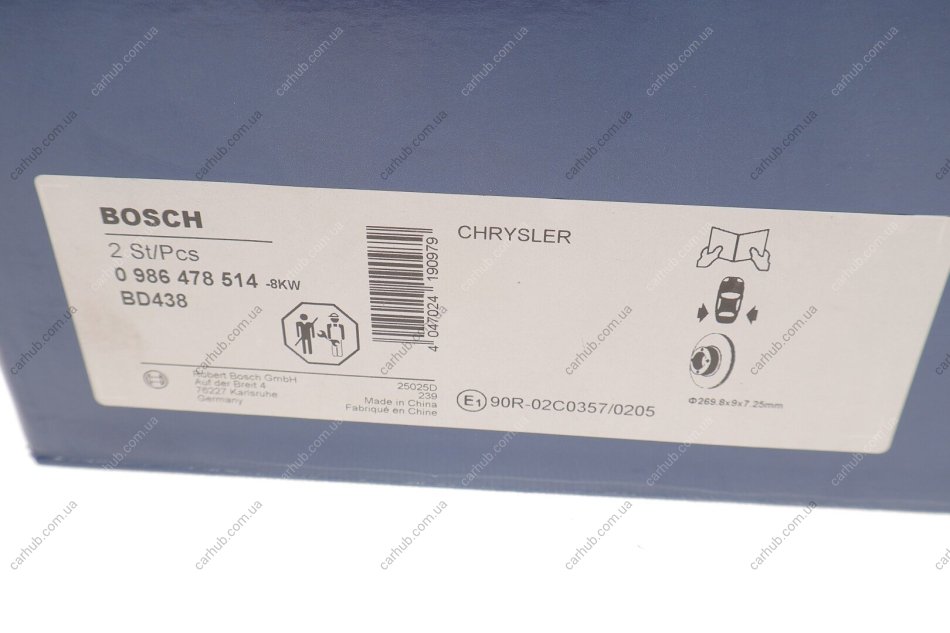 BOSCH
2 St/Pcs
0 986 478 514 -8KW
BD438
4 047024 190979
CHRYSLER
Robert Bosch GmbH
Auf der Breit 4
76227 Karlsruhe
Germany
25025D
239
Made in China
Fabriqué en Chine
E1 90R-02C0357/0205
Φ269.8x9x7.25mm
carhub.com.ua